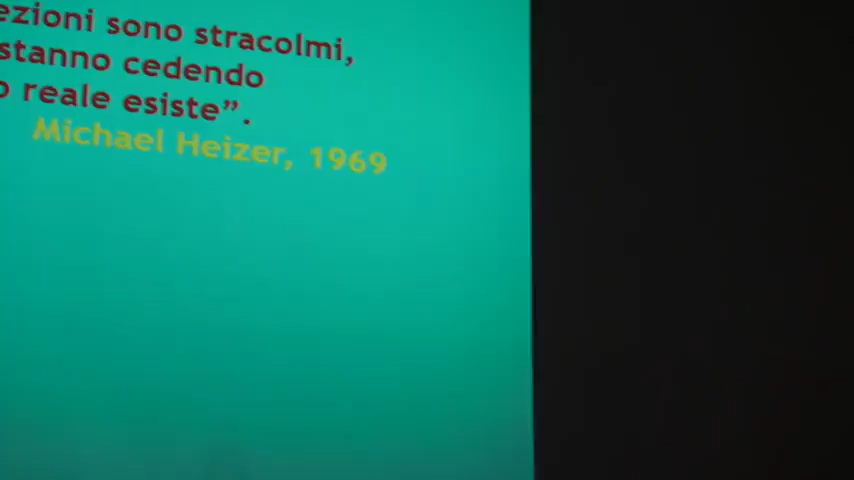 ezioni sono stracolmi,
stanno cedendo
o reale esiste”.
Michael Heizer, 1969